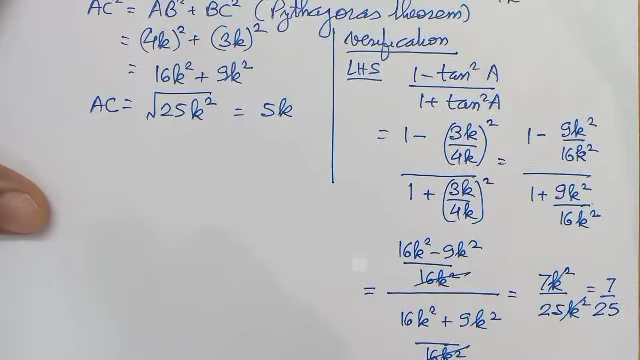 AC² = AB² + BC² (Pythagoras theorem)
= (4k)² + (3k)²
= 16k² + 9k²
AC = √25k² = 5k
verification
LHS
1 - tan² A
1 + tan² A
= 1 - (3k/4k)² = 1 - 9k²/16k²
1 + (3k/4k)² 1 + 9k²/16k²
16k² - 9k²
16k²
= = 7k²/25k² = 7/25
16k² + 9k²
16k²